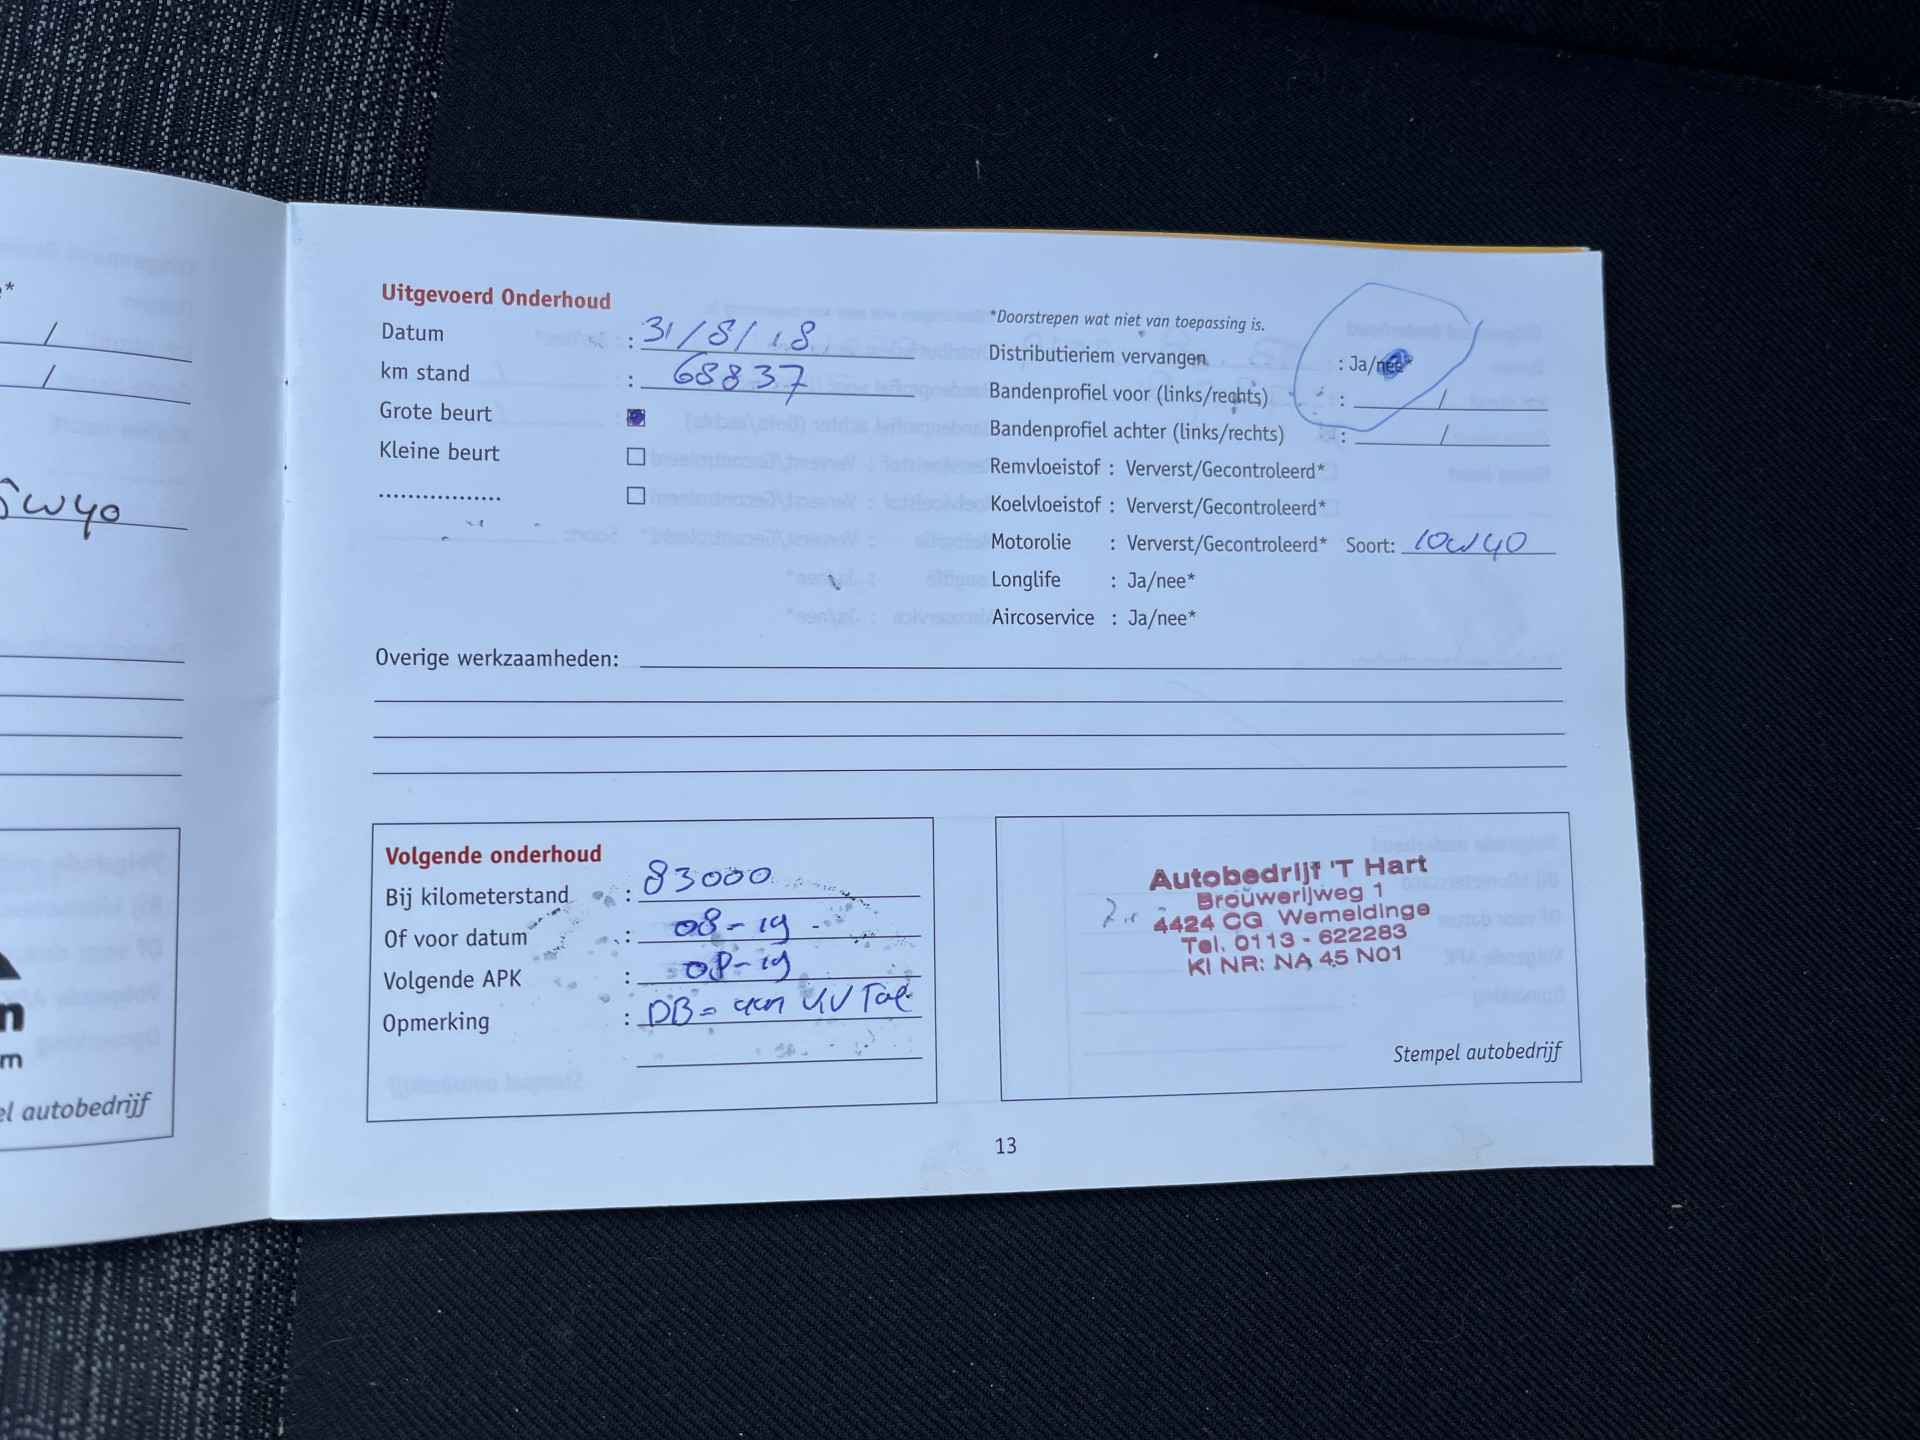 *
/
/
5w40
n
m
el autobedrijf
Uitgevoerd Onderhoud
Datum : 31/8/18
km stand : 68837
Grote beurt
Kleine beurt
.................
*Doorstrepen wat niet van toepassing is.
Distributieriem vervangen : Ja/nee*
Bandenprofiel voor (links/rechts) : /
Bandenprofiel achter (links/rechts) : /
Remvloeistof : Ververst/Gecontroleerd*
Koelvloeistof : Ververst/Gecontroleerd*
Motorolie : Ververst/Gecontroleerd* Soort: 10w40
Longlife : Ja/nee*
Aircoservice : Ja/nee*
Overige werkzaamheden:
Volgende onderhoud
Bij kilometerstand : 83000
Of voor datum : 08-19
Volgende APK : 08-19
Opmerking : DB=
Autobedrijf 'T Hart
Brouwerijweg 1
4424 CG Wemeldinge
Tel. 0113 - 622283
KI NR: NA 45 N01
Stempel autobedrijf
13